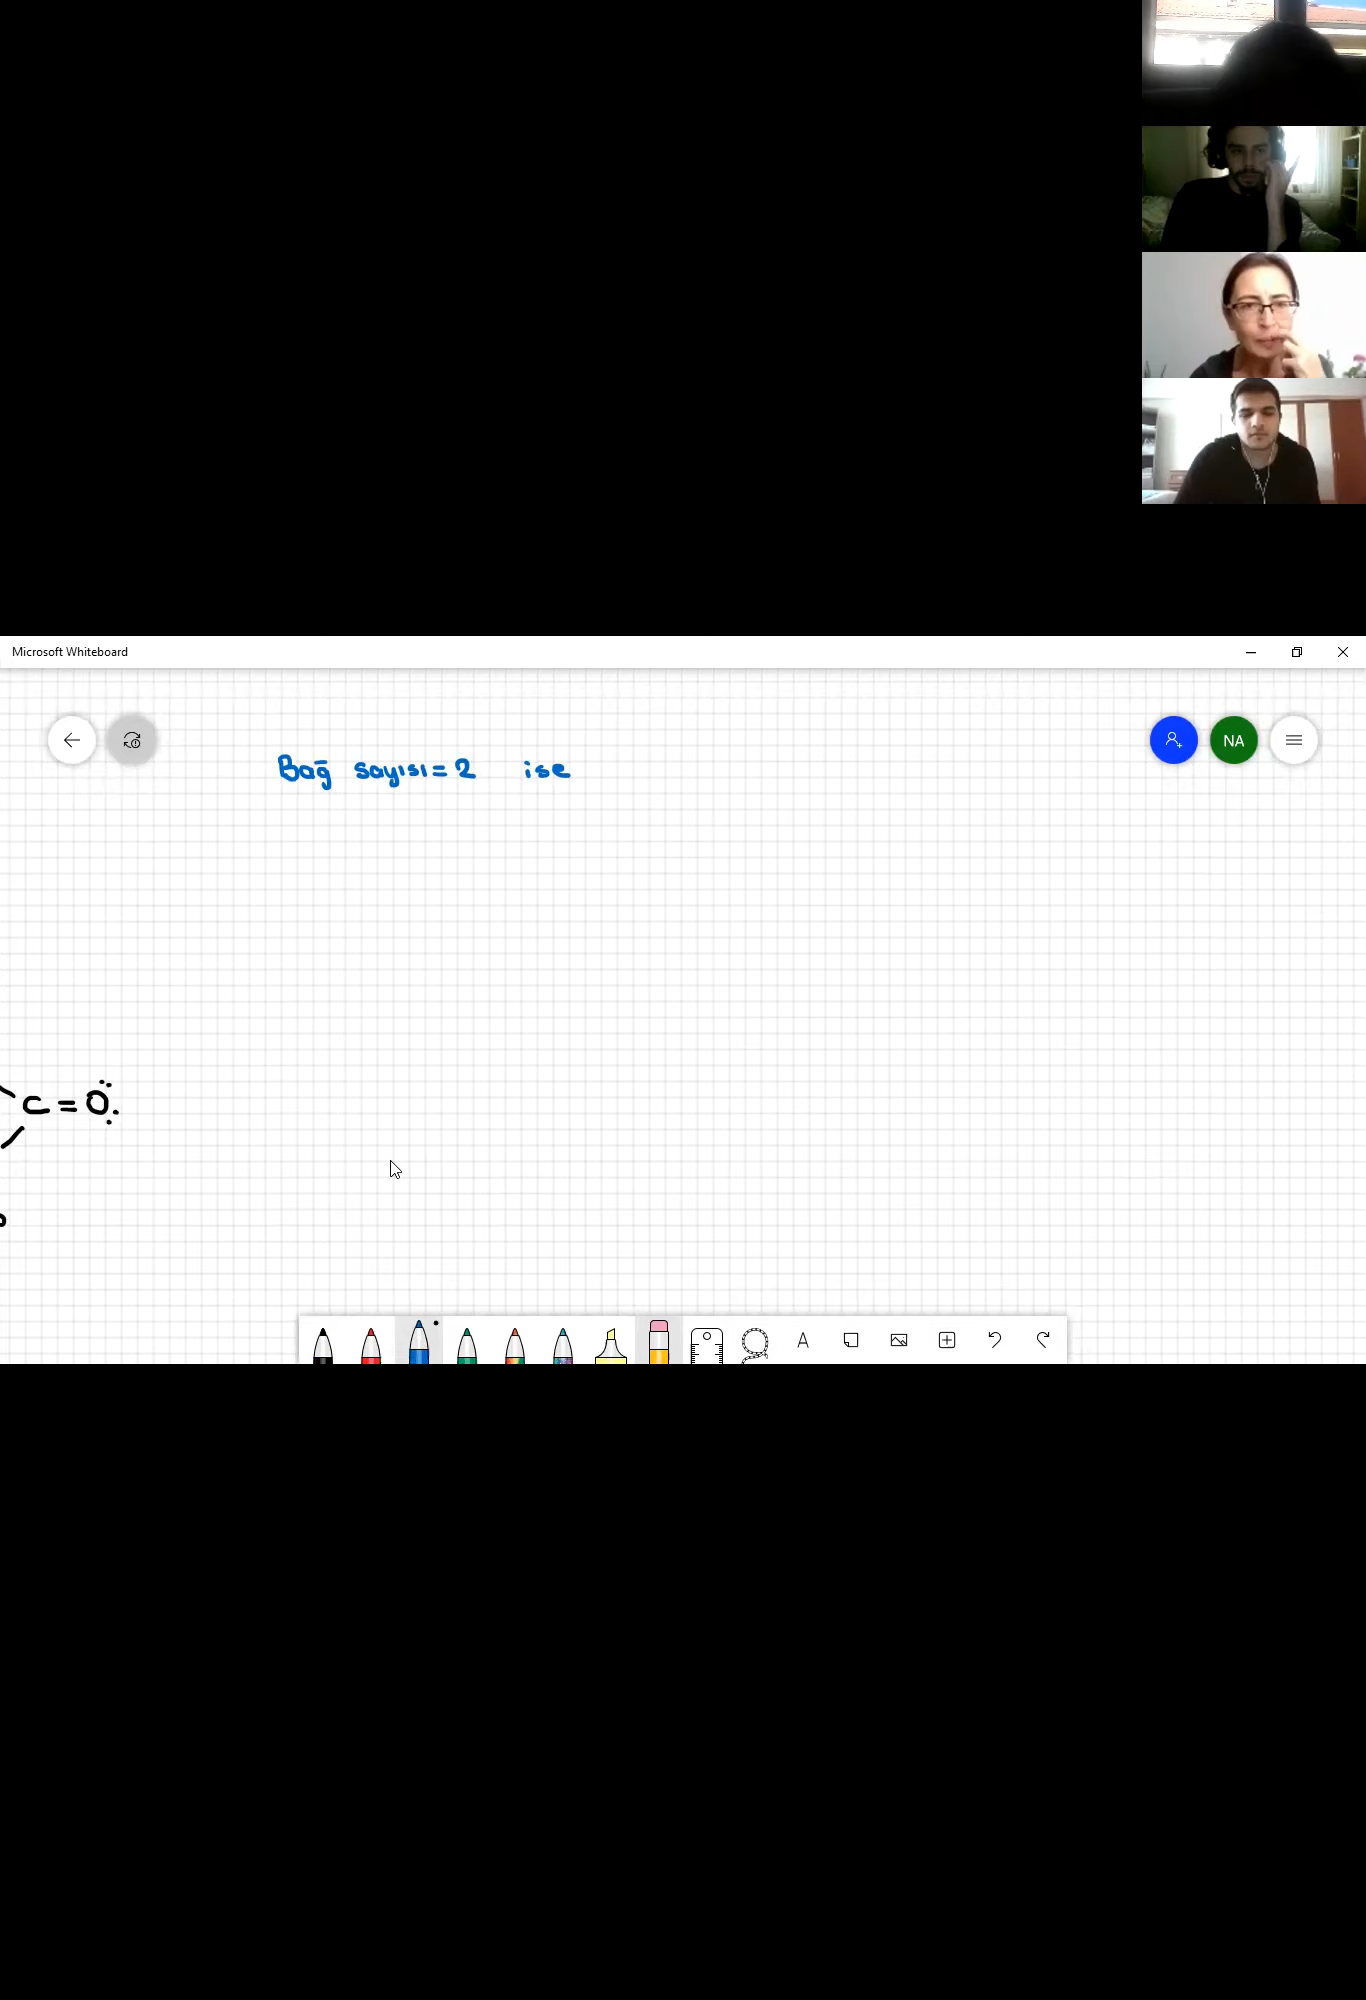 Microsoft Whiteboard
NA
Bağ sayısı = 2 ise
C = O
A